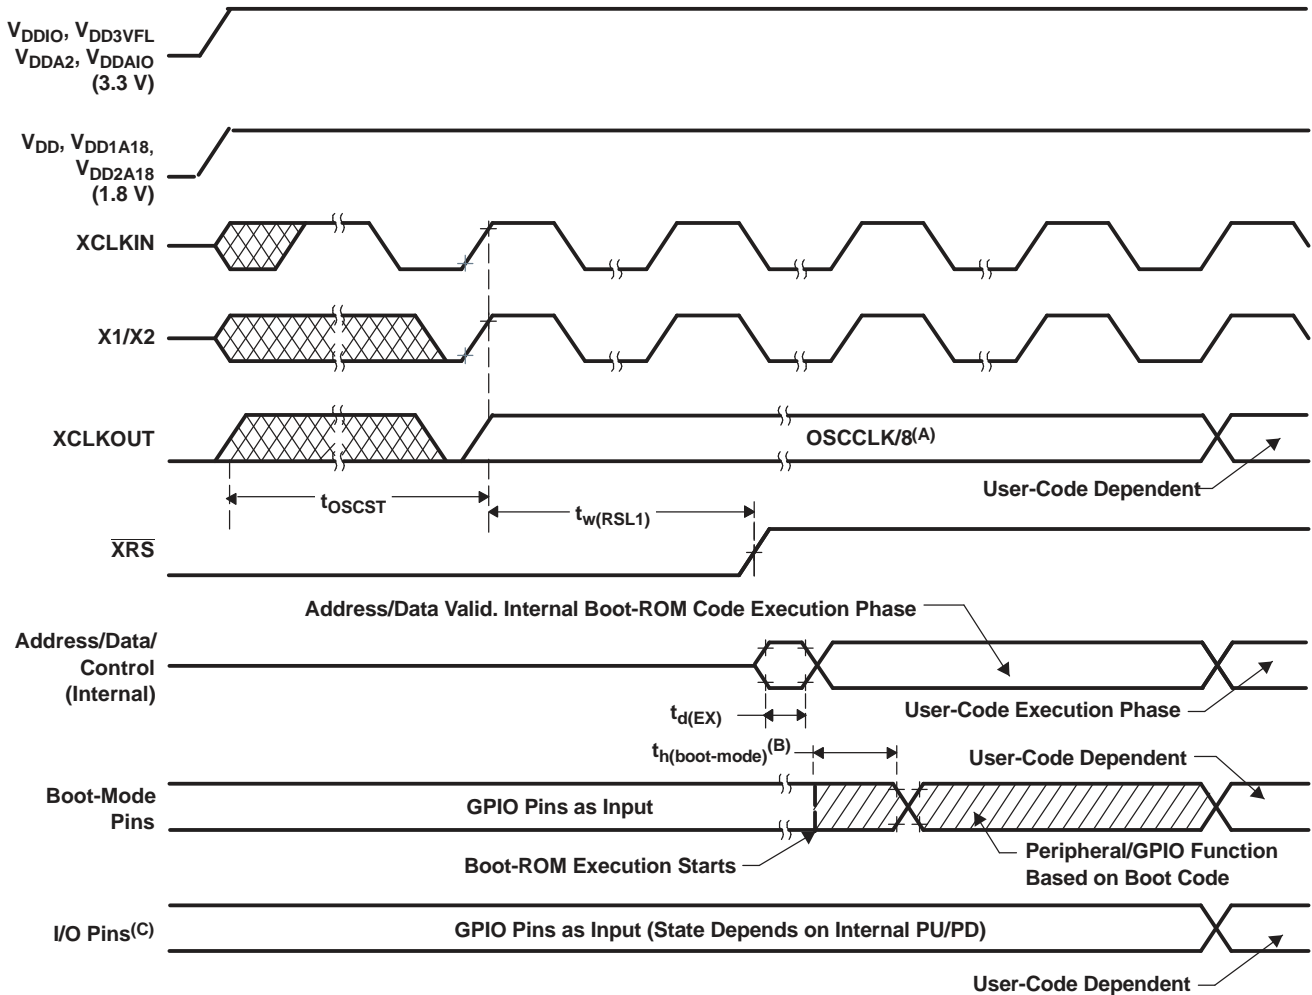 VDDIO, VDD3VFL
VDDA2, VDDAIO
(3.3 V)
VDD, VDD1A18,
VDD2A18
(1.8 V)
XCLKIN
X1/X2
XCLKOUT
OSCCLK/8(A)
User-Code Dependent
tOSCST
tw(RSL1)
XRS
Address/Data Valid. Internal Boot-ROM Code Execution Phase
Address/Data/
Control
(Internal)
td(EX)
User-Code Execution Phase
th(boot-mode)(B)
User-Code Dependent
Boot-Mode
Pins
GPIO Pins as Input
Boot-ROM Execution Starts
Peripheral/GPIO Function
Based on Boot Code
I/O Pins(C)
GPIO Pins as Input (State Depends on Internal PU/PD)
User-Code Dependent